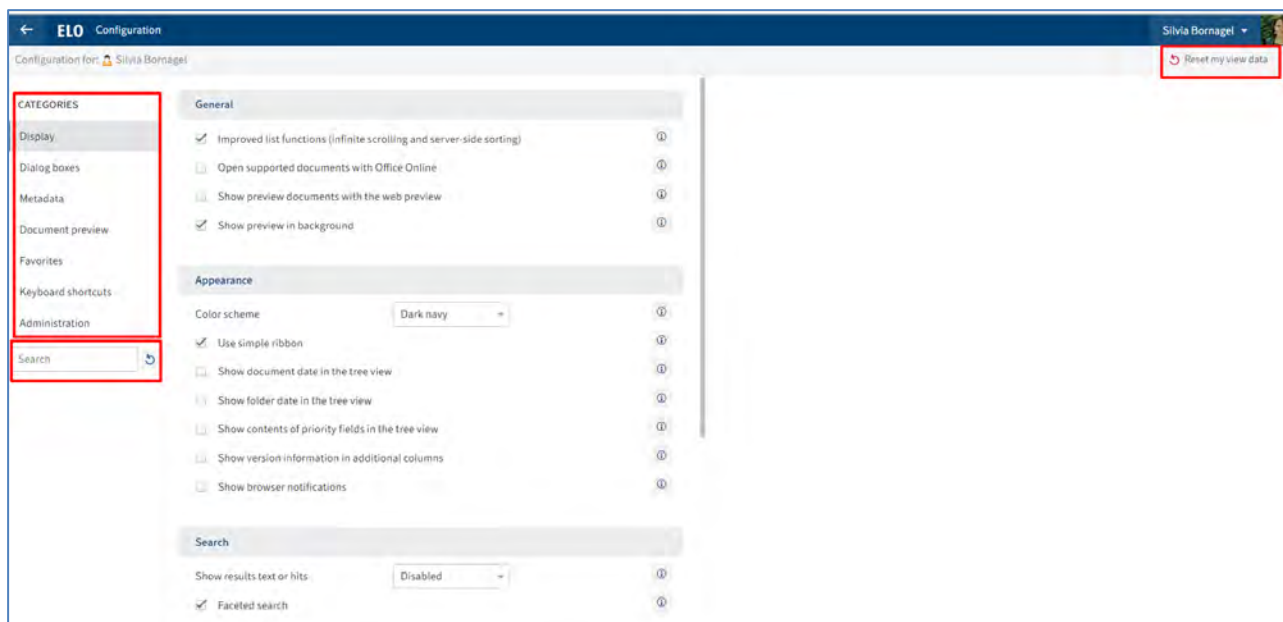 ELO Configuration
Silvia Bornagel
Configuration for: Silvia Bornagel
Reset my view data
CATEGORIES
Display
Dialog boxes
Metadata
Document preview
Favorites
Keyboard shortcuts
Administration
Search
General
Improved list functions (infinite scrolling and server-side sorting)
Open supported documents with Office Online
Show preview documents with the web preview
Show preview in background
Appearance
Color scheme Dark navy
Use simple ribbon
Show document date in the tree view
Show folder date in the tree view
Show contents of priority fields in the tree view
Show version information in additional columns
Show browser notifications
Search
Show results text or hits Disabled
Faceted search